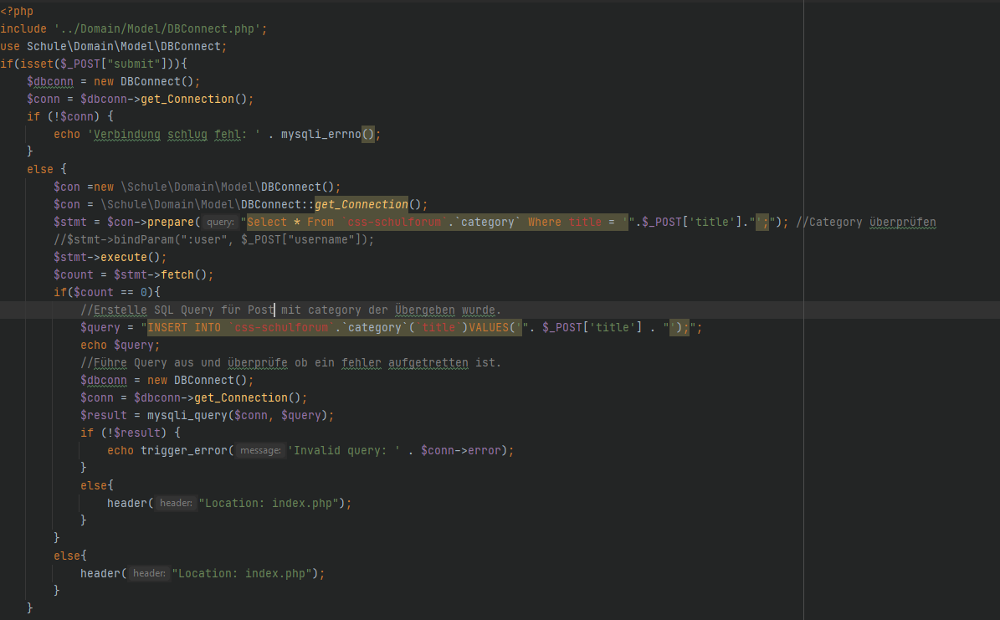 <?php
include '../Domain/Model/DBConnect.php';
use Schule\Domain\Model\DBConnect;
if(isset($_POST["submit"])){
    $dbconn = new DBConnect();
    $conn = $dbconn->get_Connection();
    if (!$conn) {
        echo 'Verbindung schlug fehl: ' . mysqli_errno();
    }
    else {
        $con =new \Schule\Domain\Model\DBConnect();
        $con = \Schule\Domain\Model\DBConnect::get_Connection();
        $stmt = $con->prepare( query: "Select * From `css-schulforum`.`category` Where title = '".$_POST['title']."';"); //Category überprüfen
        //$stmt->bindParam(":user", $_POST["username"]);
        $stmt->execute();
        $count = $stmt->fetch();
        if($count == 0){
            //Erstelle SQL Query für Post mit category der Übergeben wurde.
            $query = "INSERT INTO `css-schulforum`.`category`(`title`)VALUES('". $_POST['title'] . "');";
            echo $query;
            //Führe Query aus und überprüfe ob ein fehler aufgetretten ist.
            $dbconn = new DBConnect();
            $conn = $dbconn->get_Connection();
            $result = mysqli_query($conn, $query);
            if (!$result) {
                echo trigger_error( message: 'Invalid query: ' . $conn->error);
            }
            else{
                header( header: "Location: index.php");
            }
        }
        else{
            header( header: "Location: index.php");
        }
    }